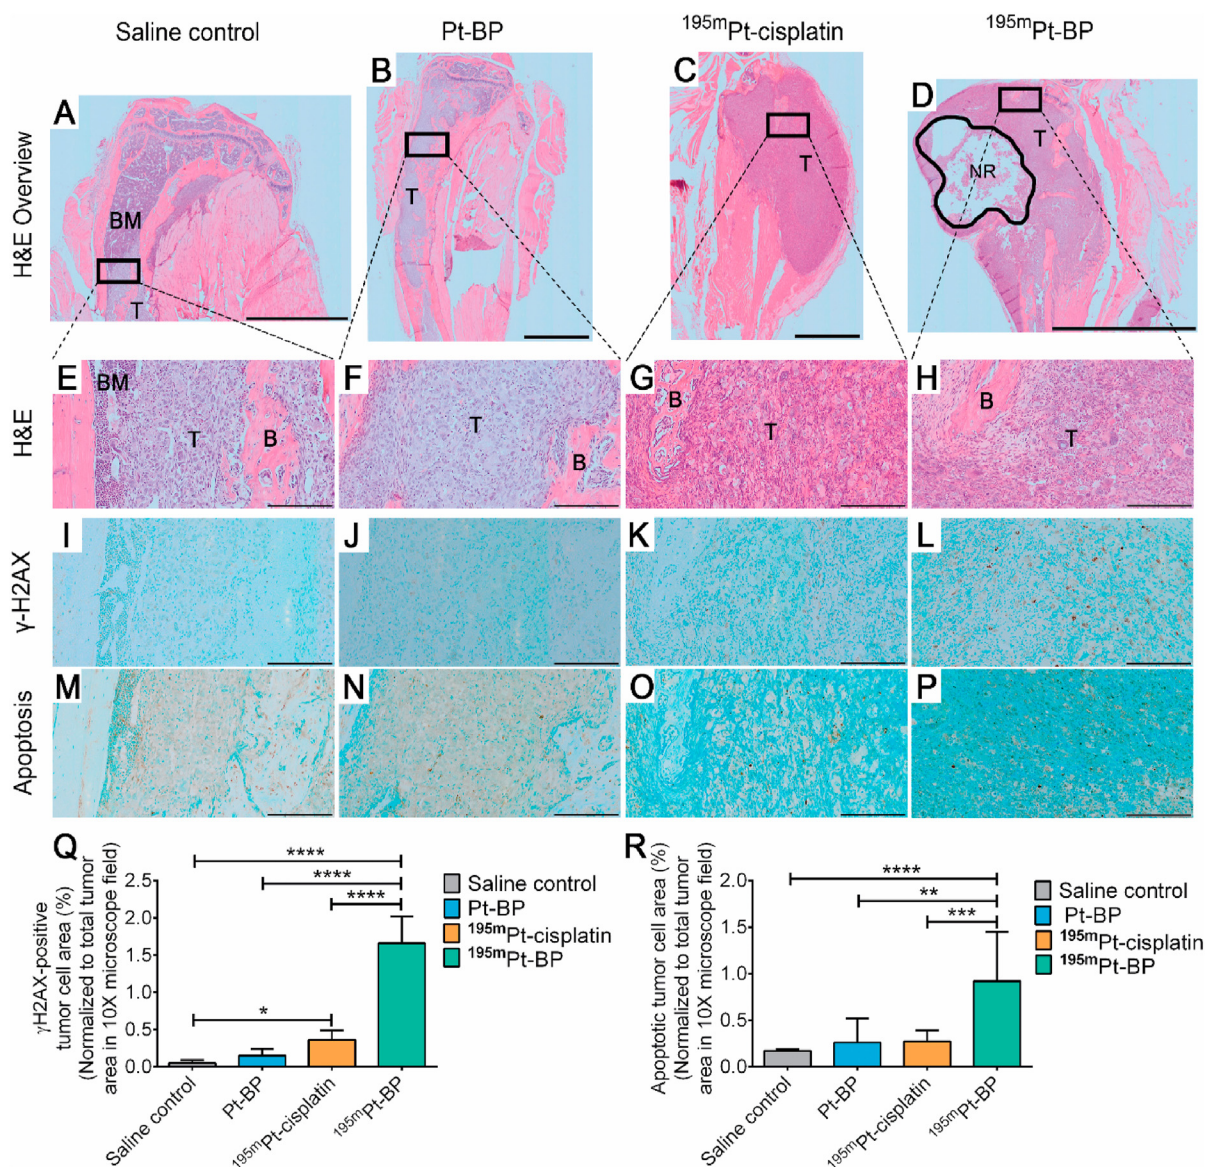 Saline control
Pt-BP
195mPt-cisplatin
195mPt-BP
H&E Overview
A
BM
T
B
T
C
T
D
T
NR
H&E
E
BM
T
B
F
T
B
G
B
T
H
B
T
γ-H2AX
I
J
K
L
Apoptosis
M
N
O
P
Q
γH2AX-positive
tumor cell area (%)
(Normalized to total tumor
area in 10X microscope field)
2.5
2.0
1.5
1.0
0.5
0.0
****
****
****
*
Saline control
Pt-BP
195mPt-cisplatin
195mPt-BP
Saline control
Pt-BP
195mPt-cisplatin
195mPt-BP
R
Apoptotic tumor cell area (%)
(Normalized to total tumor
area in 10X microscope field)
2.0
1.5
1.0
0.5
0.0
****
**
***
Saline control
Pt-BP
195mPt-cisplatin
195mPt-BP
Saline control
Pt-BP
195mPt-cisplatin
195mPt-BP